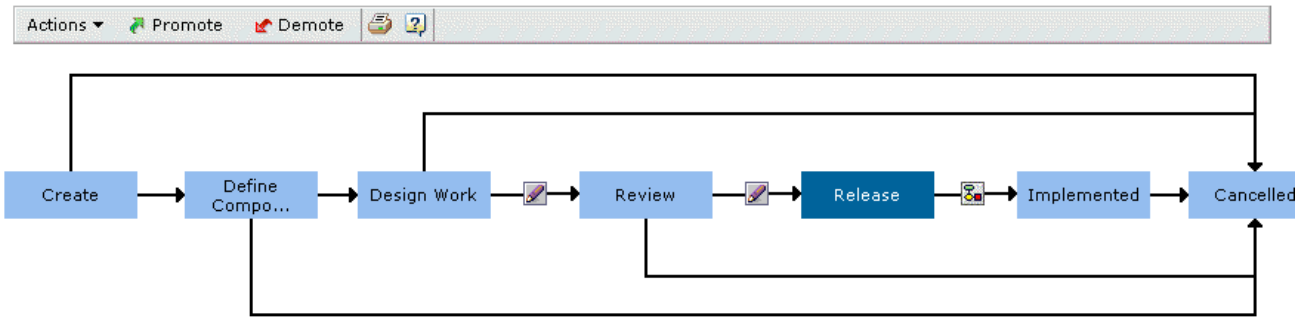 Actions Promote Demote
Create
Define
Compo...
Design Work
Review
Release
Implemented
Cancelled